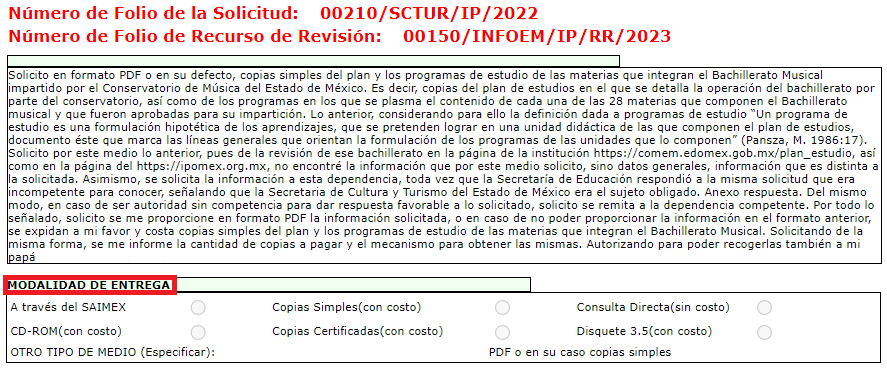 Número de Folio de la Solicitud: 00210/SCTUR/IP/2022
Número de Folio de Recurso de Revisión: 00150/INFOEM/IP/RR/2023
Solicito en formato PDF o en su defecto, copias simples del plan y los programas de estudio de las materias que integran el Bachillerato Musical
impartido por el Conservatorio de Música del Estado de México. Es decir, copias del plan de estudios en el que se detalla la operación del bachillerato por
parte del conservatorio, así como de los programas en los que se plasma el contenido de cada una de las 28 materias que componen el Bachillerato
musical y que fueron aprobadas para su impartición. Lo anterior, considerando para ello la definición dada a programas de estudio “Un programa de
estudio es una formulación hipotética de los aprendizajes, que se pretenden lograr en una unidad didáctica de las que componen el plan de estudios,
documento éste que marca las líneas generales que orientan la formulación de los programas de las unidades que lo componen” (Pansza, M. 1986:17).
Solicito por este medio lo anterior, pues de la revisión de ese bachillerato en la página de la institución https://comem.edomex.gob.mx/plan_estudio, así
como en la página del https://ipomex.org.mx, no encontré la información que por este medio solicito, sino datos generales, información que es distinta a
la solicitada. Asimismo, se solicita la información a esta dependencia, toda vez que la Secretaría de Educación respondió a la misma solicitud que era
incompetente para conocer, señalando que la Secretaria de Cultura y Turismo del Estado de México era el sujeto obligado. Anexo respuesta. Del mismo
modo, en caso de ser autoridad sin competencia para dar respuesta favorable a lo solicitado, solicito se remita a la dependencia competente. Por todo lo
señalado, solicito se me proporcione en formato PDF la información solicitada, o en caso de no poder proporcionar la información en el formato anterior,
se expidan a mi favor y costa copias simples del plan y los programas de estudio de las materias que integran el Bachillerato Musical. Solicitando de la
misma forma, se me informe la cantidad de copias a pagar y el mecanismo para obtener las mismas. Autorizando para poder recogerlas también a mi
papá
MODALIDAD DE ENTREGA
A través del SAIMEX Copias Simples(con costo) Consulta Directa(sin costo)
CD-ROM(con costo) Copias Certificadas(con costo) Disquete 3.5(con costo)
OTRO TIPO DE MEDIO (Especificar): PDF o en su caso copias simples